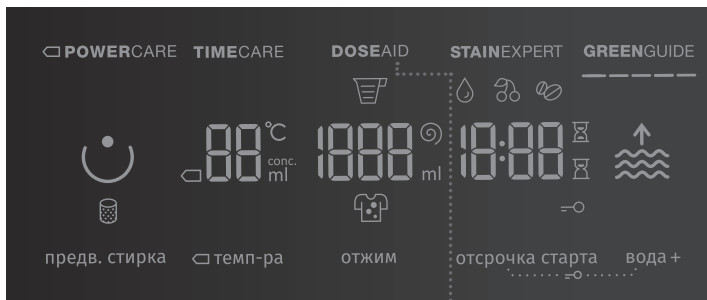 POWERCARE TIMECARE DOSEAID STAINEXPERT GREENGUIDE
88 °C 1888 18:88
conc.
ml ml
предв. стирка темп-ра отжим отсрочка старта вода +